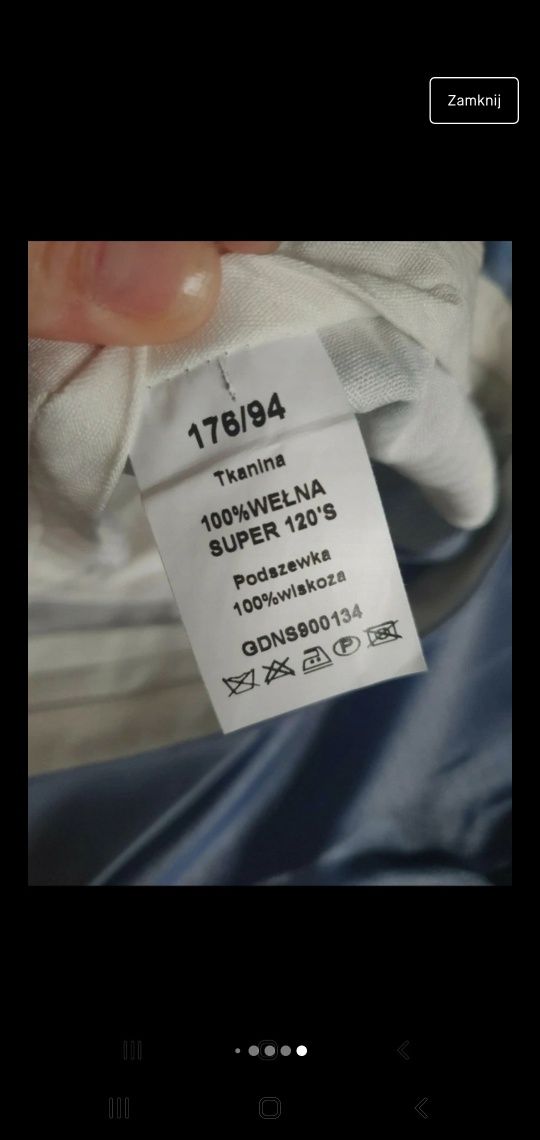 Zamknij
176/94
Tkanina
100%WEŁNA
SUPER 120'S
Podszewka
100%wiskoza
GDNS900134
P